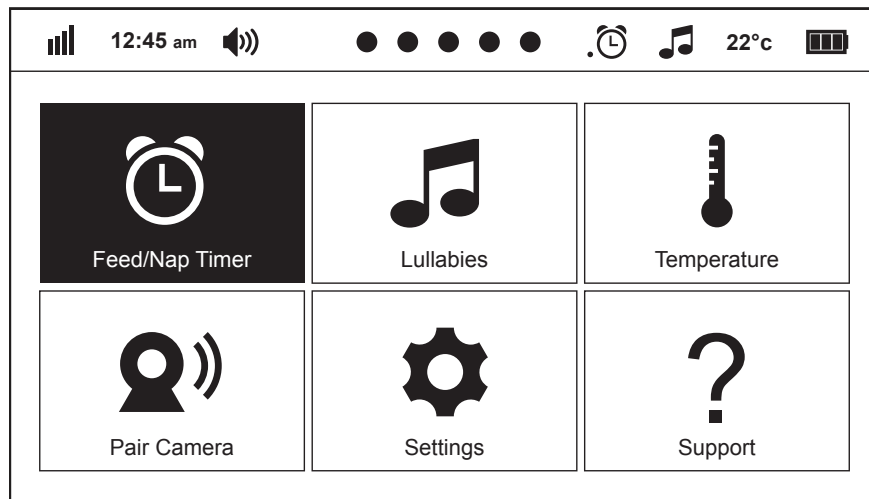 12:45 am 22°c
Feed/Nap Timer Lullabies Temperature
Pair Camera Settings ? Support